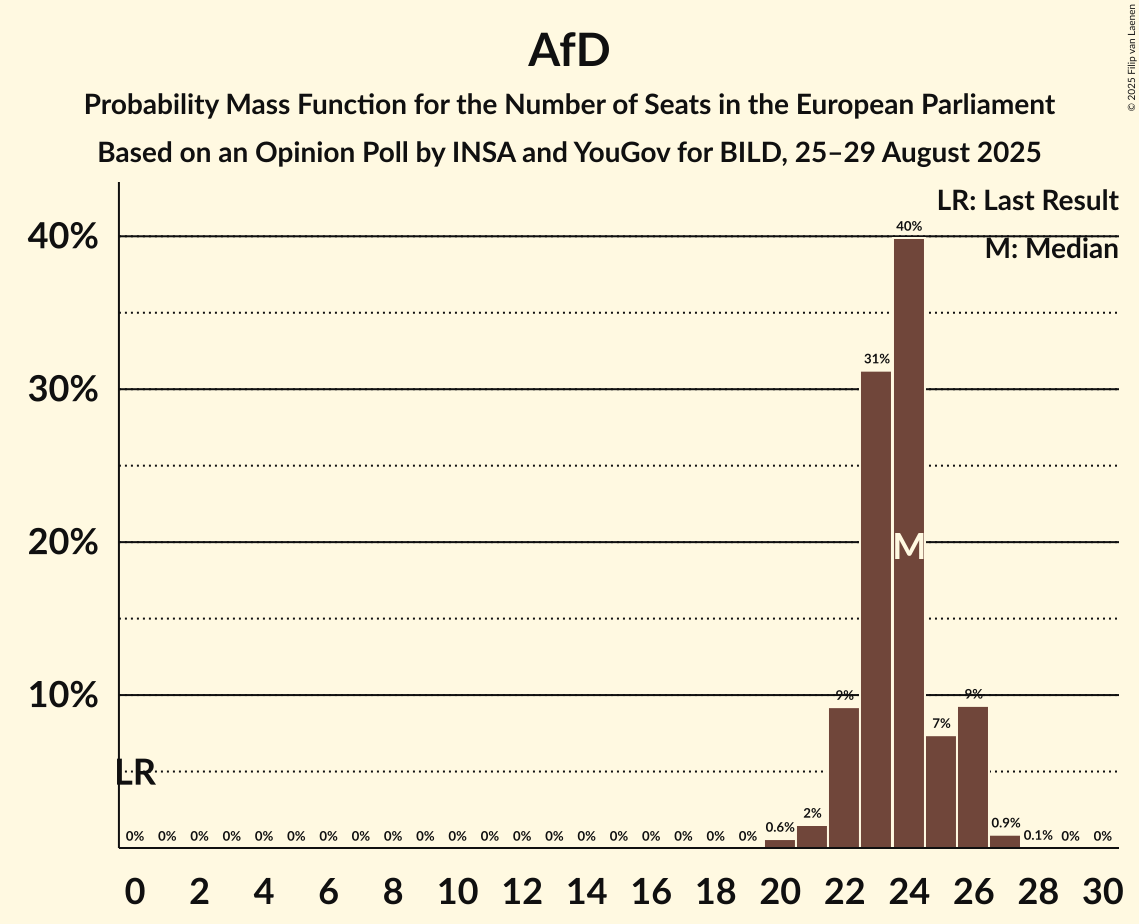 AfD
Probability Mass Function for the Number of Seats in the European Parliament
Based on an Opinion Poll by INSA and YouGov for BILD, 25–29 August 2025
© 2025 Filip van Laenen
LR: Last Result
M: Median
40%
30%
20%
10%
40%
31%
M
9%
9%
7%
LR
0% 0% 0% 0% 0% 0% 0% 0% 0% 0% 0% 0% 0% 0% 0% 0% 0% 0% 0% 0% 0.6% 2% 0.9% 0.1% 0% 0%
0 2 4 6 8 10 12 14 16 18 20 22 24 26 28 30